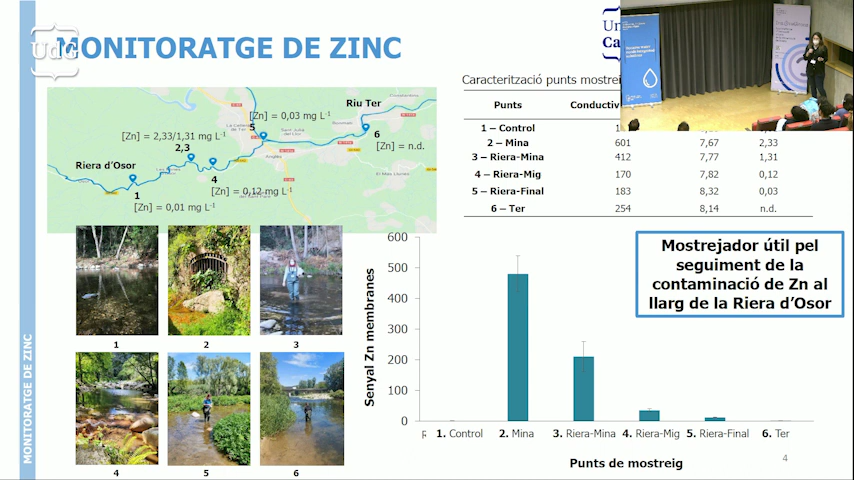 UdG
MONITORATGE DE ZINC
Un
Ca
Caracterització punts mostrei
Punts
1 – Control
2 – Mina 601 7,67 2,33
3 – Riera-Mina 412 7,77 1,31
4 – Riera-Mig 170 7,82 0,12
5 – Riera-Final 183 8,32 0,03
6 – Ter 254 8,14 n.d.
Riu Ter
[Zn] = 0,03 mg L-1
5
[Zn] = 2,33/1,31 mg L-1
2,3
6
[Zn] = n.d.
Riera d'Osor
4
[Zn] = 0,12 mg L-1
1
[Zn] = 0,01 mg L-1
1
2
3
4
5
6
Mostrejador útil pel
seguiment de la
contaminació de Zn al
llarg de la Riera d'Osor
Senyal Zn membranes
600
500
400
300
200
100
0
1. Control
2. Mina
3. Riera-Mina
4. Riera-Mig
5. Riera-Final
6. Ter
Punts de mostreig
4
MONITORATGE DE ZINC